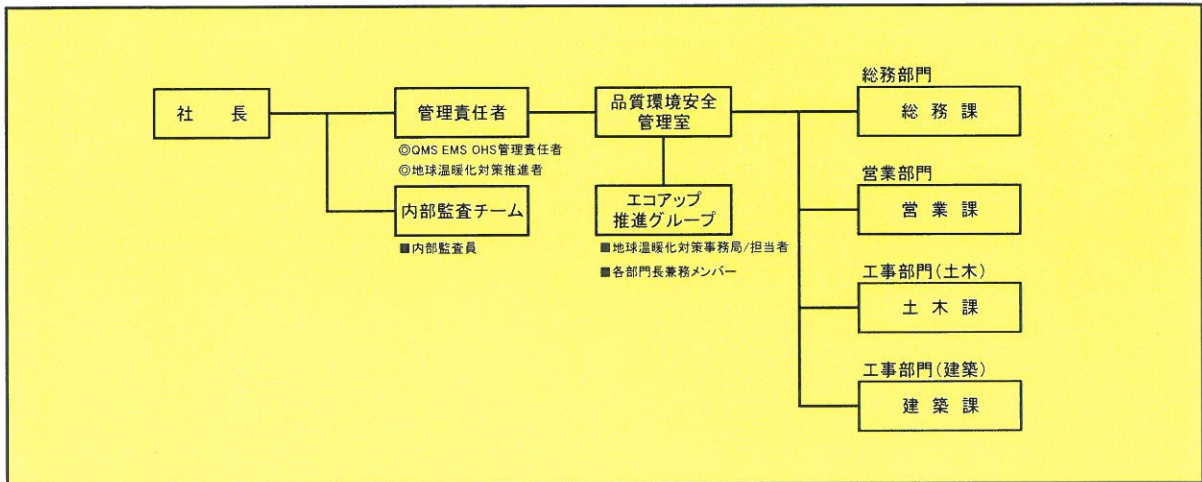 社　長
管理責任者
◎QMS EMS OHS管理責任者
◎地球温暖化対策推進者
内部監査チーム
■内部監査員
品質環境安全
管理室
エコアップ
推進グループ
■地球温暖化対策事務局/担当者
■各部門長兼務メンバー
総務部門
総　務　課
営業部門
営　業　課
工事部門(土木)
土　木　課
工事部門(建築)
建　築　課